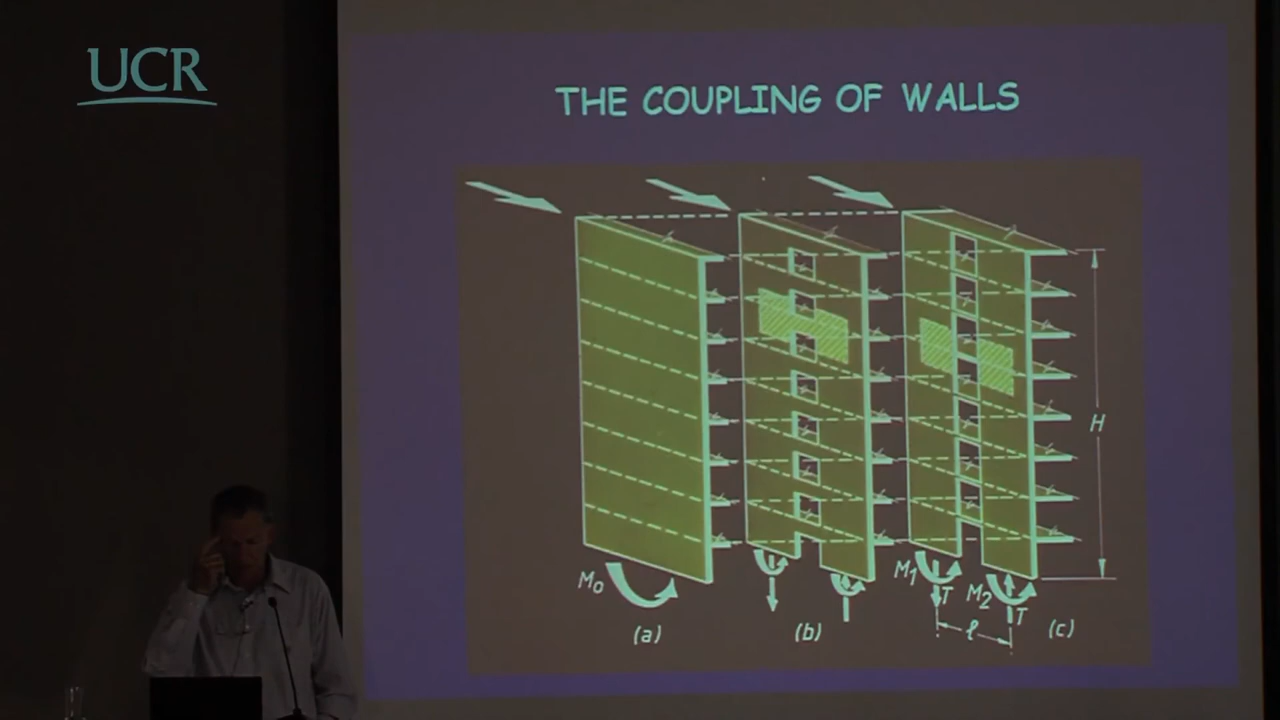 UCR
THE COUPLING OF WALLS
H
M₀
M₁
T
M₂
T
ℓ
(a)
(b)
(c)